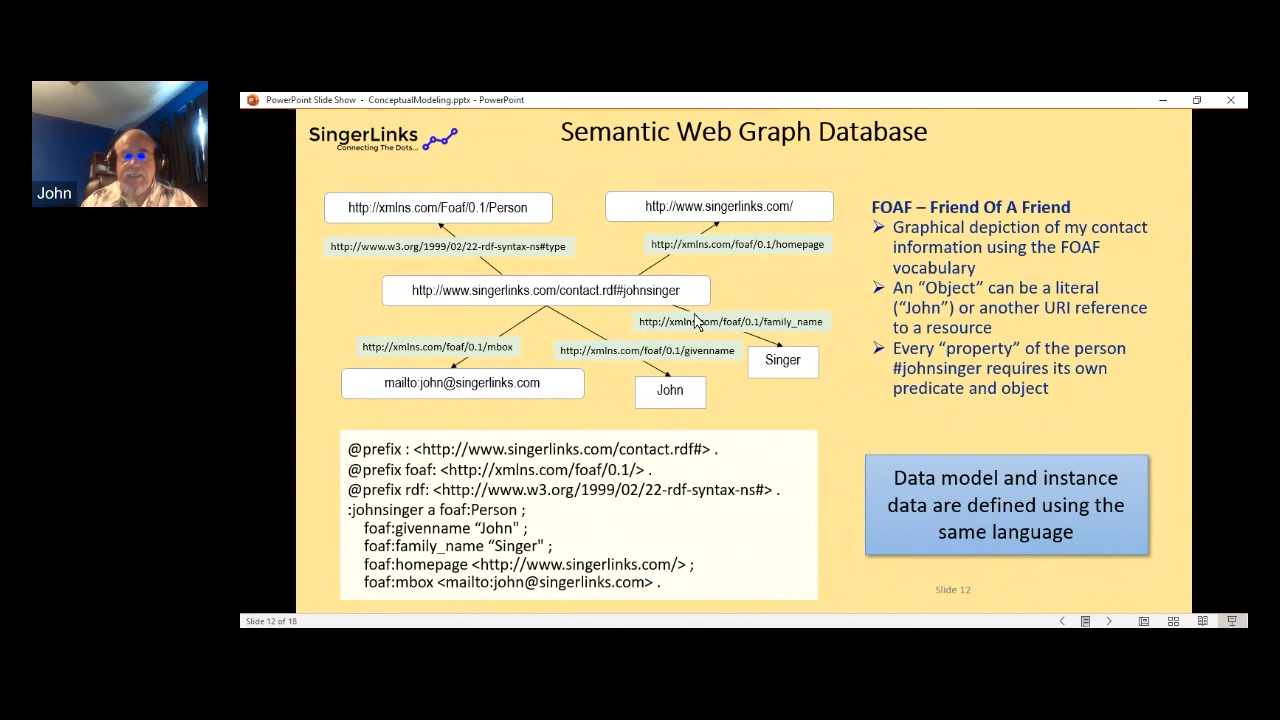 John
PowerPoint Slide Show - ConceptualModeling.pptx - PowerPoint
SingerLinks
Connecting The Dots...
Semantic Web Graph Database
http://xmlns.com/Foaf/0.1/Person
http://www.singerlinks.com/
http://www.w3.org/1999/02/22-rdf-syntax-ns#type
http://xmlns.com/foaf/0.1/homepage
http://www.singerlinks.com/contact.rdf#johnsinger
http://xmlns.com/foaf/0.1/family_name
http://xmlns.com/foaf/0.1/mbox
http://xmlns.com/foaf/0.1/givenname
Singer
mailto:john@singerlinks.com
John
FOAF – Friend Of A Friend
Graphical depiction of my contact
information using the FOAF
vocabulary
An “Object” can be a literal
(“John”) or another URI reference
to a resource
Every “property” of the person
#johnsinger requires its own
predicate and object
@prefix : <http://www.singerlinks.com/contact.rdf#> .
@prefix foaf: <http://xmlns.com/foaf/0.1/> .
@prefix rdf: <http://www.w3.org/1999/02/22-rdf-syntax-ns#> .
:johnsinger a foaf:Person ;
foaf:givenname “John" ;
foaf:family_name “Singer" ;
foaf:homepage <http://www.singerlinks.com/> ;
foaf:mbox <mailto:john@singerlinks.com> .
Data model and instance
data are defined using the
same language
Slide 12
Slide 12 of 18